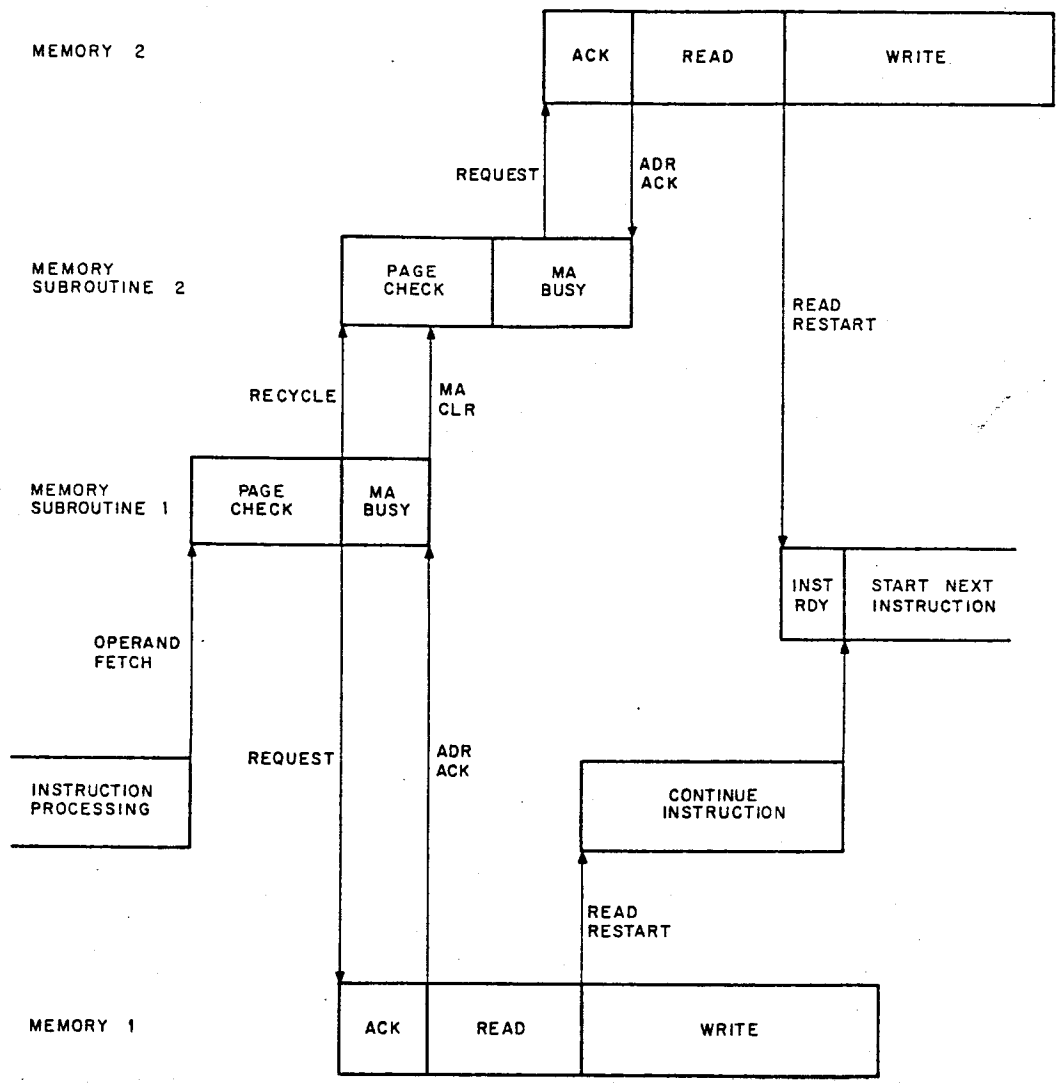 MEMORY 2
ACK
READ
WRITE
REQUEST
ADR
ACK
MEMORY
SUBROUTINE 2
PAGE
CHECK
MA
BUSY
READ
RESTART
RECYCLE
MA
CLR
MEMORY
SUBROUTINE 1
PAGE
CHECK
MA
BUSY
INST
RDY
START NEXT
INSTRUCTION
OPERAND
FETCH
REQUEST
ADR
ACK
INSTRUCTION
PROCESSING
CONTINUE
INSTRUCTION
READ
RESTART
MEMORY 1
ACK
READ
WRITE